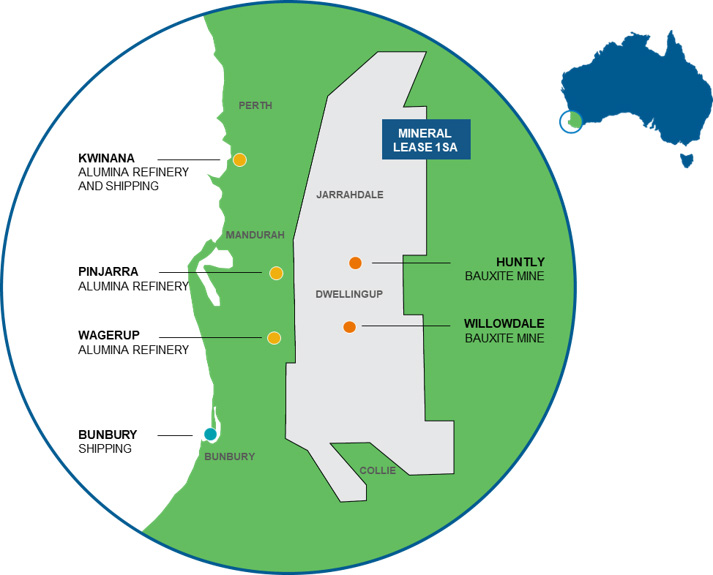 PERTH
MINERAL
LEASE 1SA
KWINANA
ALUMINA REFINERY
AND SHIPPING
JARRAHDALE
MANDURAH
HUNTLY
BAUXITE MINE
PINJARRA
ALUMINA REFINERY
DWELLINGUP
WILLOWDALE
BAUXITE MINE
WAGERUP
ALUMINA REFINERY
BUNBURY
SHIPPING
BUNBURY
COLLIE